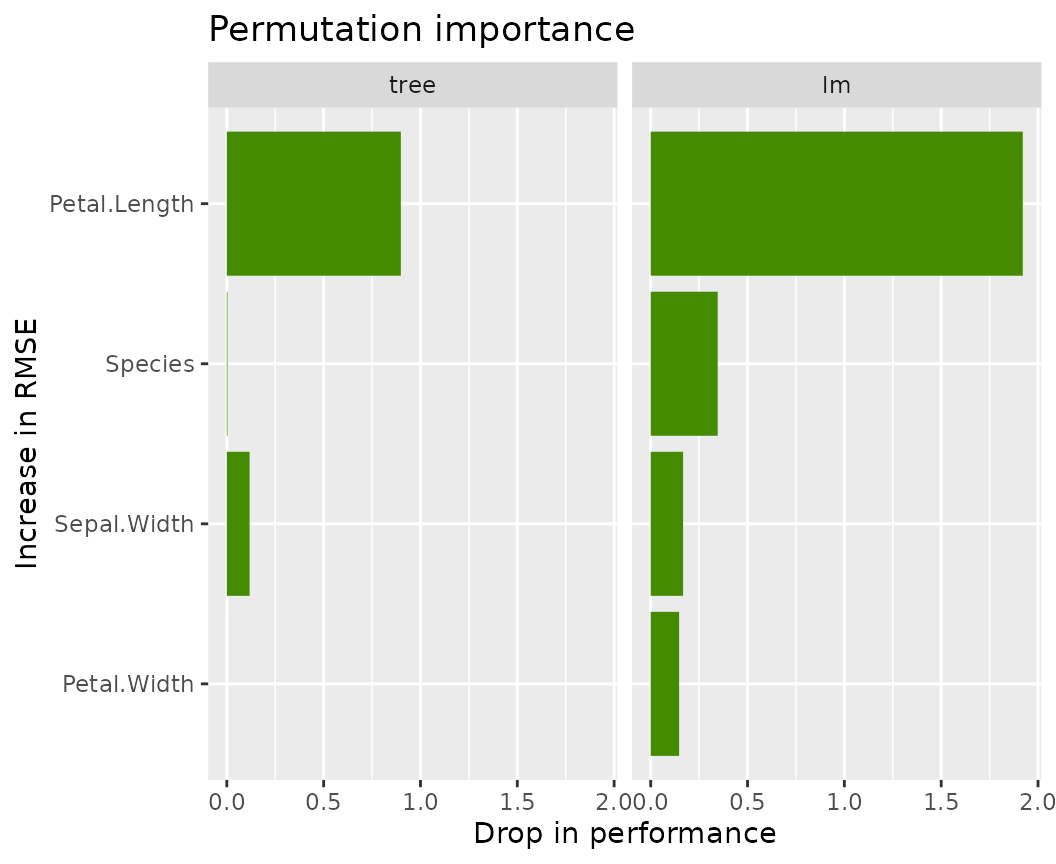 Permutation importance
tree
lm
Increase in RMSE
Petal.Length
Species
Sepal.Width
Petal.Width
0.0 0.5 1.0 1.5 2.0
0.0 0.5 1.0 1.5 2.0
Drop in performance